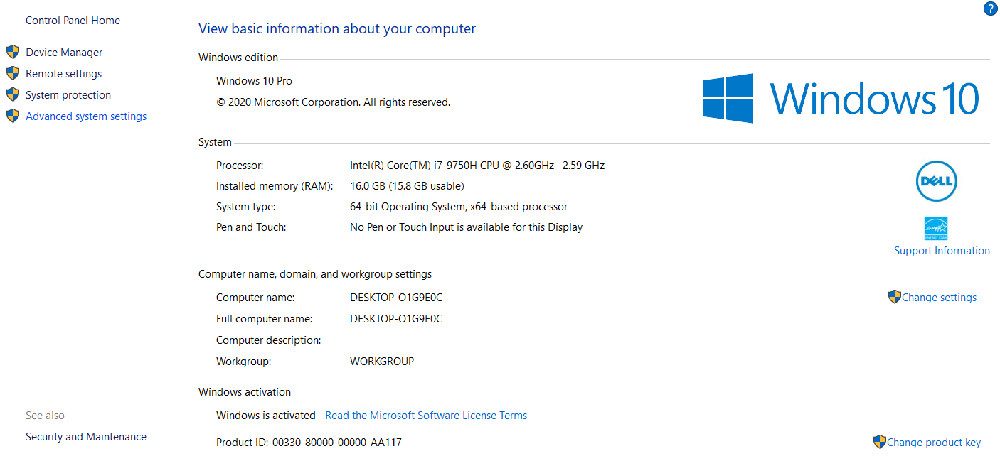 Control Panel Home
Device Manager
Remote settings
System protection
Advanced system settings
See also
Security and Maintenance
?
View basic information about your computer
Windows edition
Windows 10 Pro
© 2020 Microsoft Corporation. All rights reserved.
Windows 10
System
Processor: Intel(R) Core(TM) i7-9750H CPU @ 2.60GHz 2.59 GHz
Installed memory (RAM): 16.0 GB (15.8 GB usable)
System type: 64-bit Operating System, x64-based processor
Pen and Touch: No Pen or Touch Input is available for this Display
DELL
energy
ENERGY STAR
Support Information
Computer name, domain, and workgroup settings
Computer name: DESKTOP-O1G9E0C
Change settings
Full computer name: DESKTOP-O1G9E0C
Computer description:
Workgroup: WORKGROUP
Windows activation
Windows is activated Read the Microsoft Software License Terms
Product ID: 00330-80000-00000-AA117
Change product key